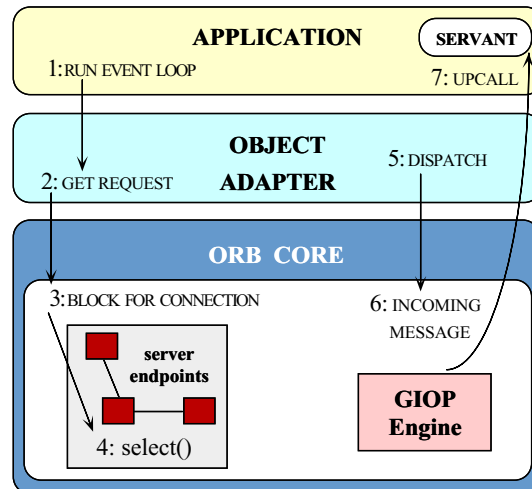 APPLICATION
SERVANT
1: RUN EVENT LOOP
7: UPCALL
OBJECT
ADAPTER
5: DISPATCH
2: GET REQUEST
ORB CORE
3: BLOCK FOR CONNECTION
6: INCOMING
MESSAGE
server
endpoints
4: select()
GIOP
Engine